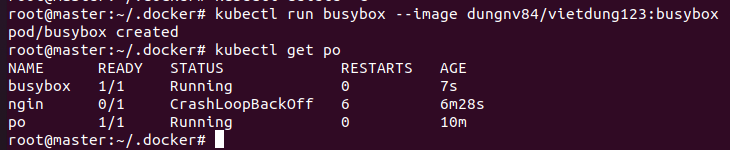 root@master:~/.docker# kubectl run busybox --image dungnv84/vietdung123:busybox
pod/busybox created
root@master:~/.docker# kubectl get po
NAME READY STATUS RESTARTS AGE
busybox 1/1 Running 0 7s
ngin 0/1 CrashLoopBackOff 6 6m28s
po 1/1 Running 0 10m
root@master:~/.docker#